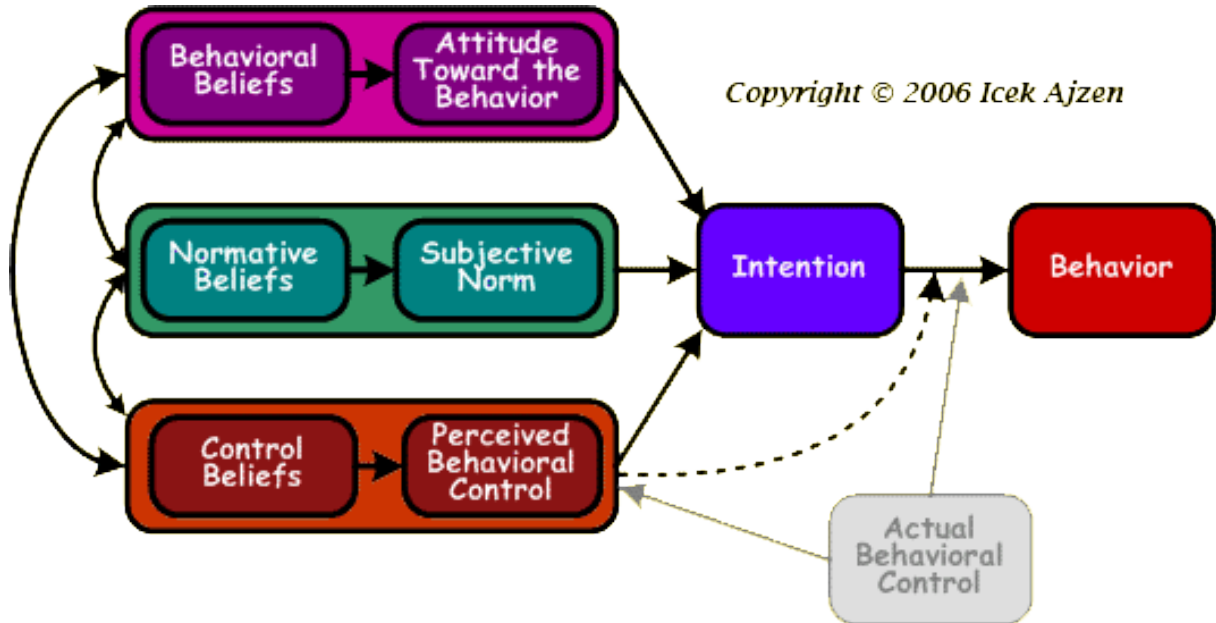 Behavioral
Beliefs
Attitude
Toward the
Behavior
Copyright © 2006 Icek Ajzen
Normative
Beliefs
Subjective
Norm
Intention
Behavior
Control
Beliefs
Perceived
Behavioral
Control
Actual
Behavioral
Control